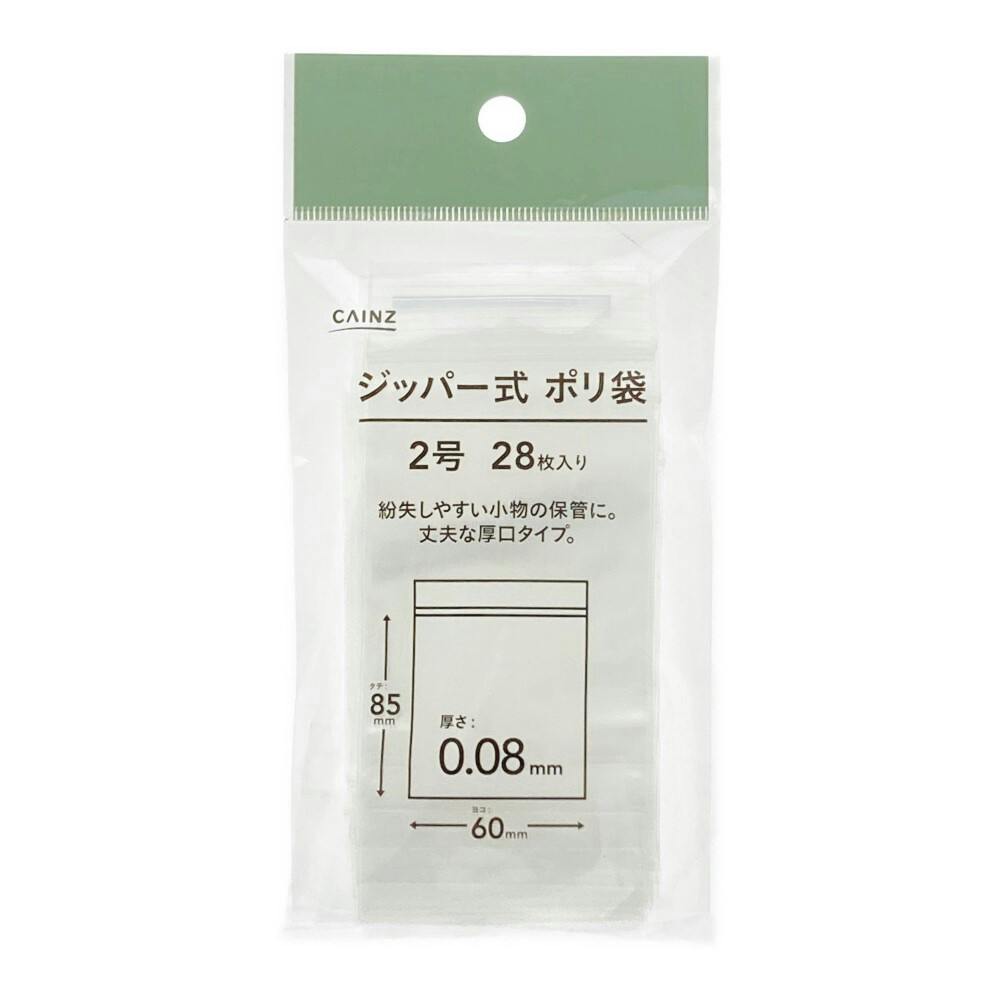 CAINZ
ジッパー式 ポリ袋
2号 28枚入り
紛失しやすい小物の保管に。
丈夫な厚口タイプ。
タテ:
85
mm
厚さ:
0.08mm
ヨコ:
60mm